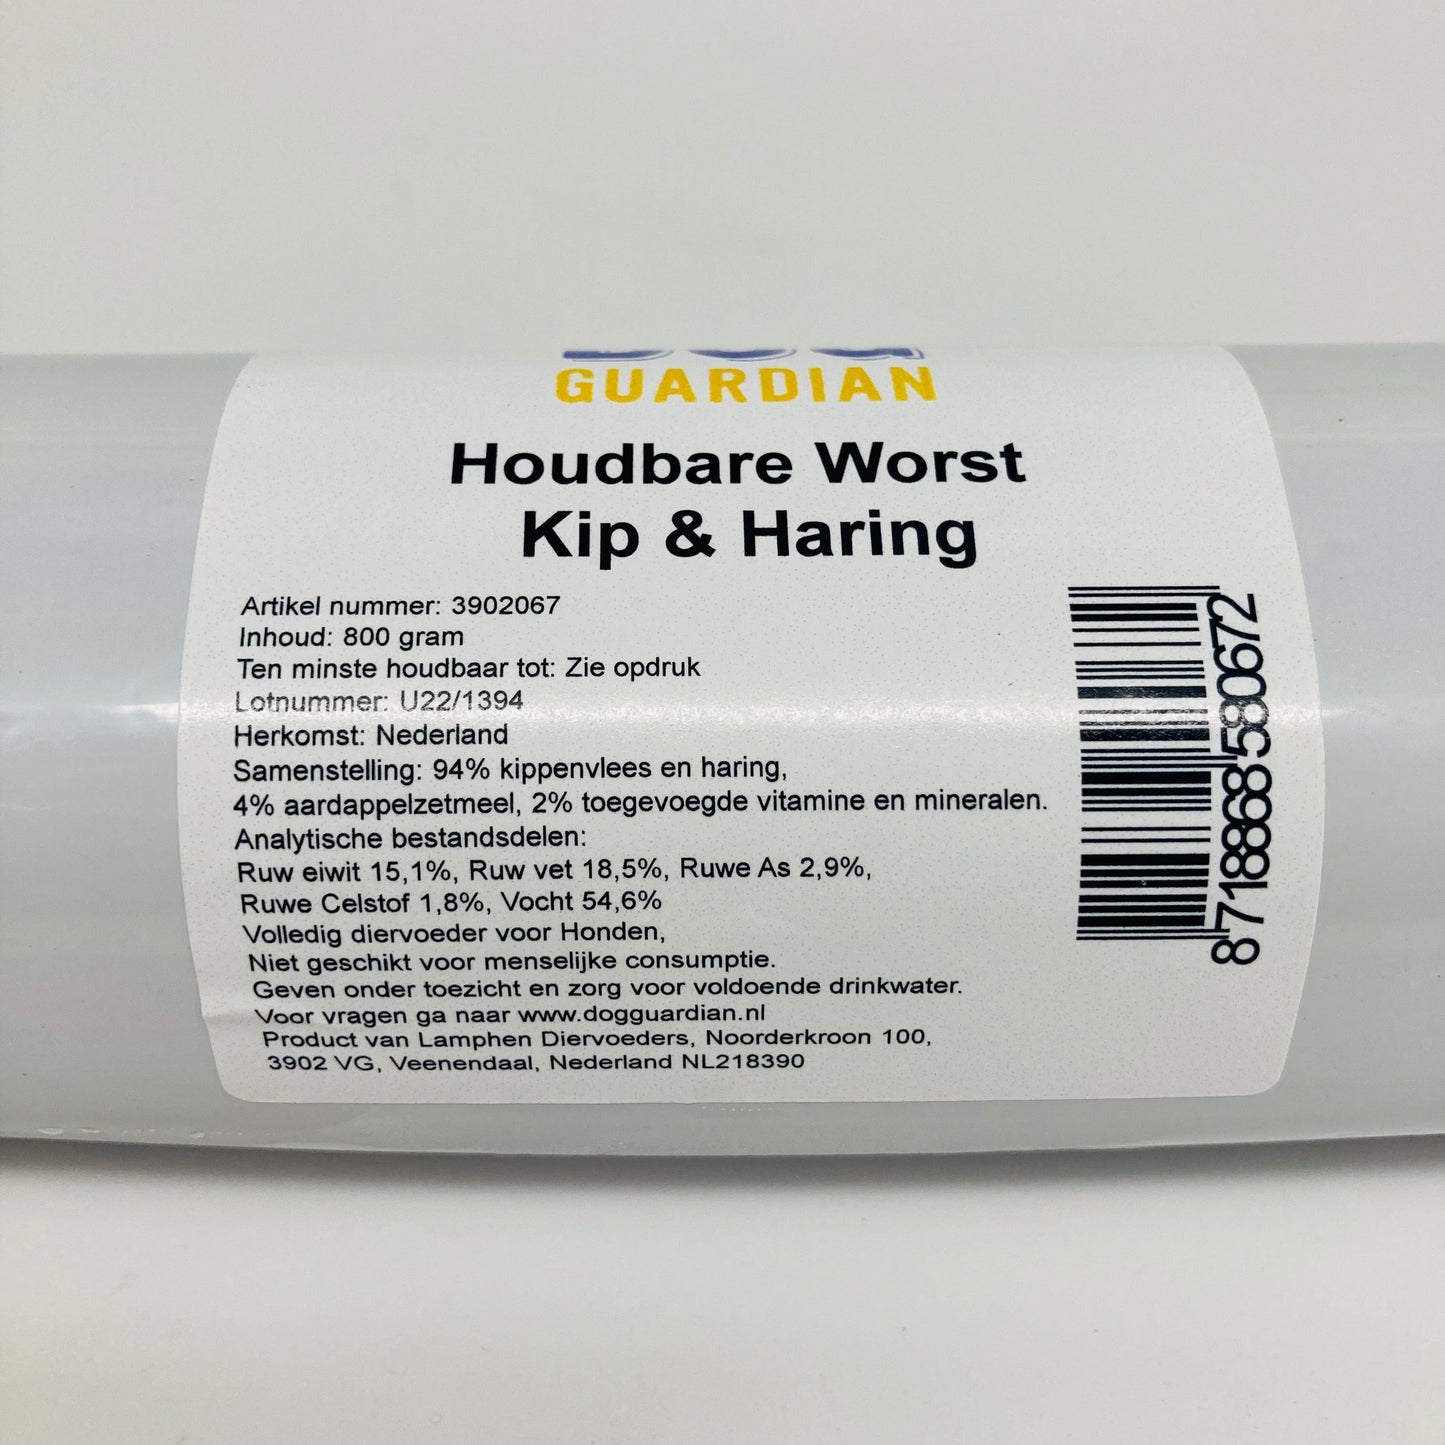 GUARDIAN
Houdbare Worst
Kip & Haring
Artikel nummer: 3902067
Inhoud: 800 gram
Ten minste houdbaar tot: Zie opdruk
Lotnummer: U22/1394
Herkomst: Nederland
Samenstelling: 94% kippenvlees en haring,
4% aardappelzetmeel, 2% toegevoegde vitamine en mineralen.
Analytische bestandsdelen:
Ruw eiwit 15,1%, Ruw vet 18,5%, Ruwe As 2,9%,
Ruwe Celstof 1,8%, Vocht 54,6%
Volledig diervoeder voor Honden,
Niet geschikt voor menselijke consumptie.
Geven onder toezicht en zorg voor voldoende drinkwater.
Voor vragen ga naar www.dogguardian.nl
Product van Lamphen Diervoeders, Noorderkroon 100,
3902 VG, Veenendaal, Nederland NL218390
8718868580672